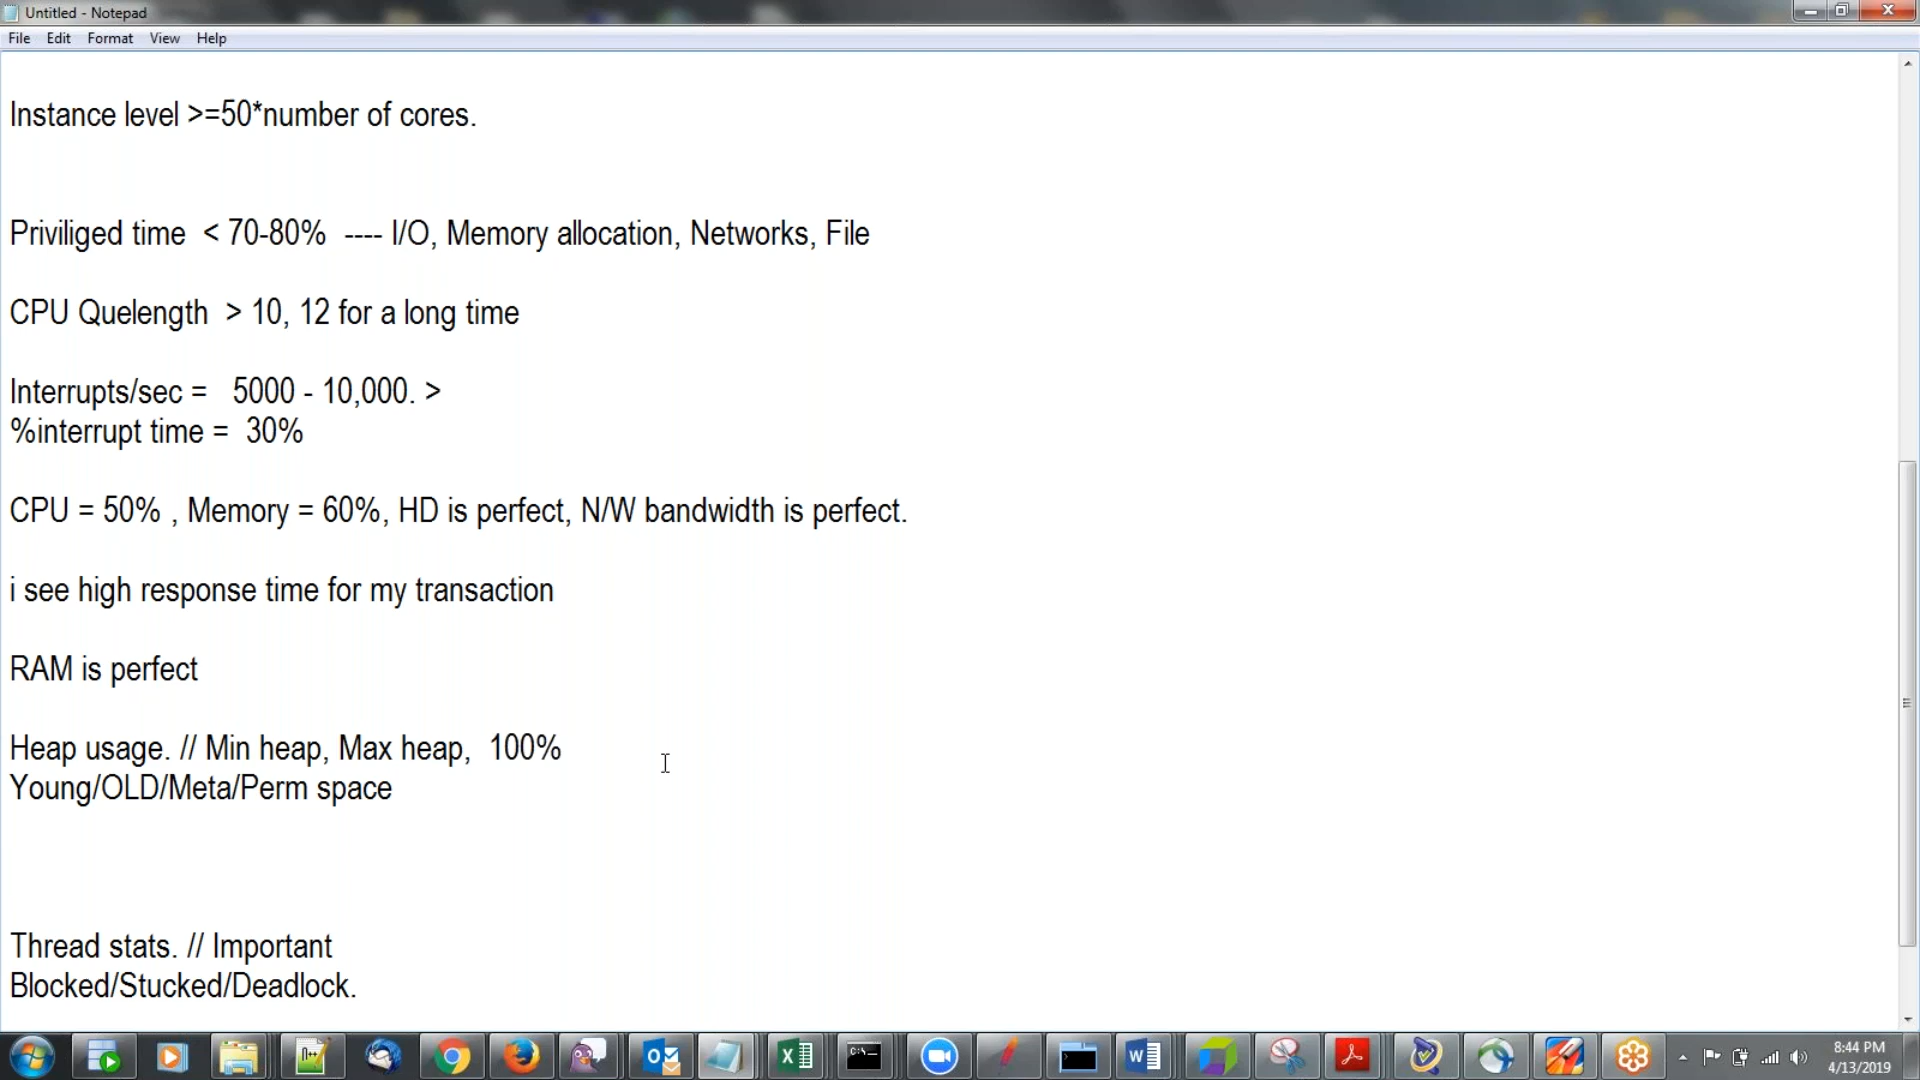 Untitled - Notepad
File Edit Format View Help
Instance level >=50*number of cores.
Priviliged time < 70-80% ---- I/O, Memory allocation, Networks, File
CPU Quelength > 10, 12 for a long time
Interrupts/sec = 5000 - 10,000. >
%interrupt time = 30%
CPU = 50% , Memory = 60%, HD is perfect, N/W bandwidth is perfect.
i see high response time for my transaction
RAM is perfect
Heap usage. // Min heap, Max heap, 100%
Young/OLD/Meta/Perm space
Thread stats. // Important
Blocked/Stucked/Deadlock.
8:44 PM
4/13/2019